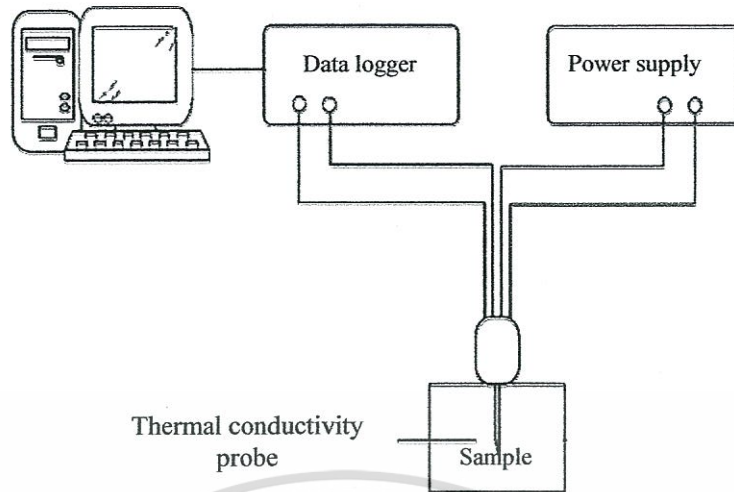 Data logger
Power supply
Thermal conductivity
probe
Sample